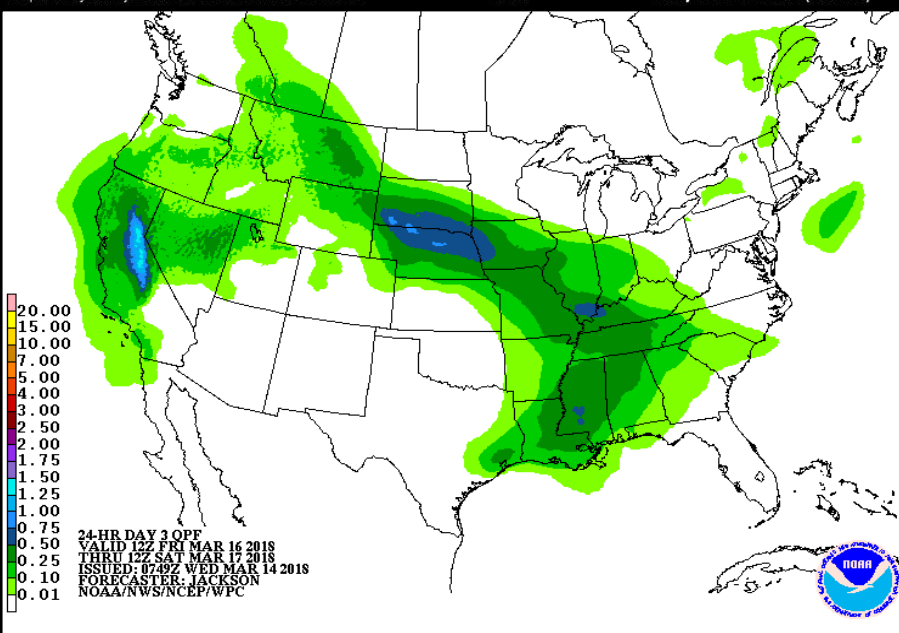 20.00
15.00
10.00
7.00
5.00
4.00
3.00
2.50
2.00
1.75
1.50
1.25
1.00
0.75
0.50
0.25
0.10
0.01
24-HR DAY 3 QPF
VALID 12Z FRI MAR 16 2018
THRU 12Z SAT MAR 17 2018
ISSUED: 0749Z WED MAR 14 2018
FORECASTER: JACKSON
NOAA/NWS/NCEP/WPC
NOAA